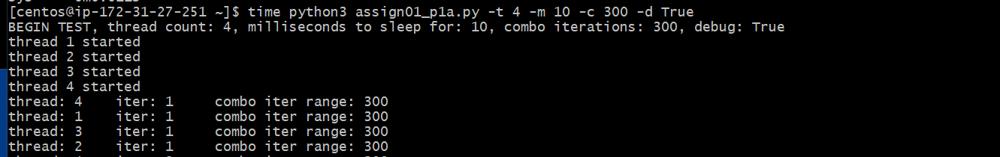 [centos@ip-172-31-27-251 ~]$ time python3 assign01_p1a.py -t 4 -m 10 -c 300 -d True
BEGIN TEST, thread count: 4, milliseconds to sleep for: 10, combo iterations: 300, debug: True
thread 1 started
thread 2 started
thread 3 started
thread 4 started
thread: 4    iter: 1     combo iter range: 300
thread: 1    iter: 1     combo iter range: 300
thread: 3    iter: 1     combo iter range: 300
thread: 2    iter: 1     combo iter range: 300